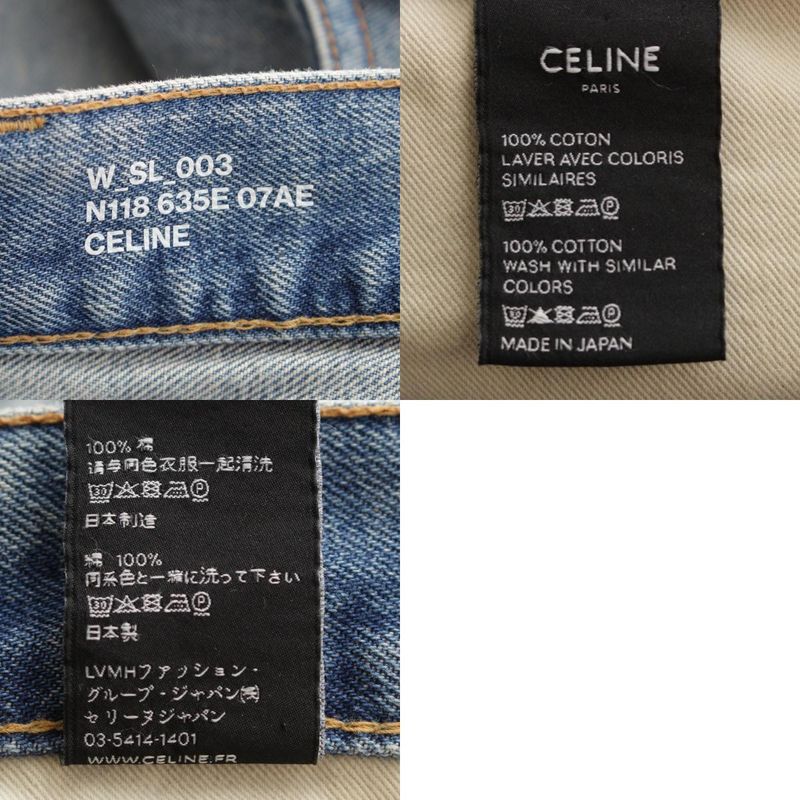 W_SL_003
N118 635E 07AE
CELINE
CELINE
PARIS
100% COTON
LAVER AVEC COLORIS
SIMILAIRES
30 P
100% COTTON
WASH WITH SIMILAR
COLORS
30 P
MADE IN JAPAN
100% 棉
请与同色衣服一起清洗
30 P
日本制造
綿 100%
同系色と一緒に洗って下さい
30 P
日本製
LVMHファッション・
グループ・ジャパン㈱
セリーヌジャパン
03-5414-1401
WWW.CELINE.FR